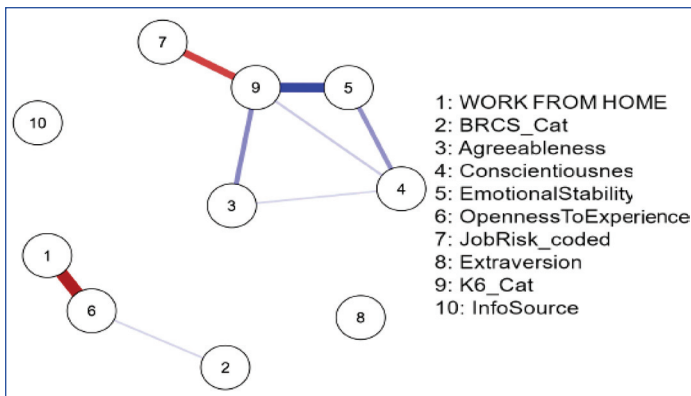 7
9
5
10
3
4
1
6
8
2
1: WORK FROM HOME
2: BRCS_Cat
3: Agreeableness
4: Conscientiousnes
5: EmotionalStability
6: OpennessToExperience
7: JobRisk_coded
8: Extraversion
9: K6_Cat
10: InfoSource